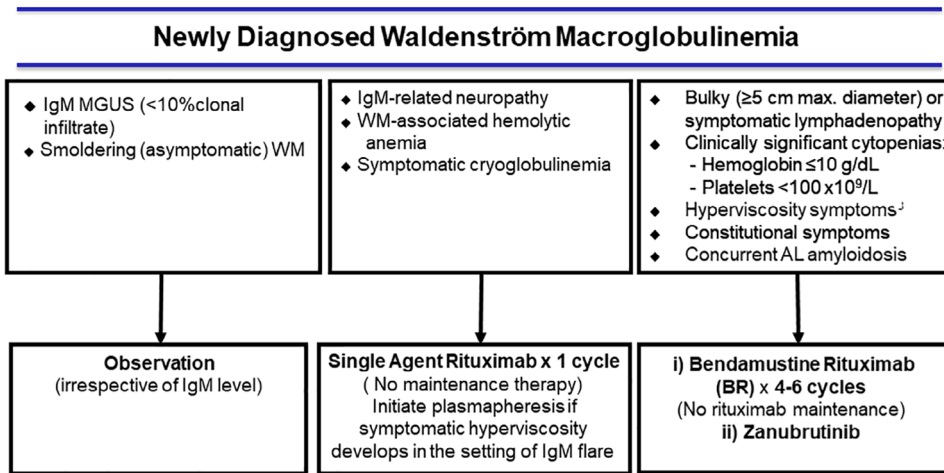 Newly Diagnosed Waldenström Macroglobulinemia
◆ IgM MGUS (<10%clonal
infiltrate)
◆ Smoldering (asymptomatic) WM
◆ IgM-related neuropathy
◆ WM-associated hemolytic
anemia
◆ Symptomatic cryoglobulinemia
◆ Bulky (≥5 cm max. diameter) or
symptomatic lymphadenopathy
◆ Clinically significant cytopenias:
- Hemoglobin ≤10 g/dL
- Platelets <100 x10⁹/L
◆ Hyperviscosity symptoms
◆ Constitutional symptoms
◆ Concurrent AL amyloidosis
Observation
(irrespective of IgM level)
Single Agent Rituximab x 1 cycle
( No maintenance therapy)
Initiate plasmapheresis if
symptomatic hyperviscosity
develops in the setting of IgM flare
i) Bendamustine Rituximab
(BR) x 4-6 cycles
(No rituximab maintenance)
ii) Zanubrutinib